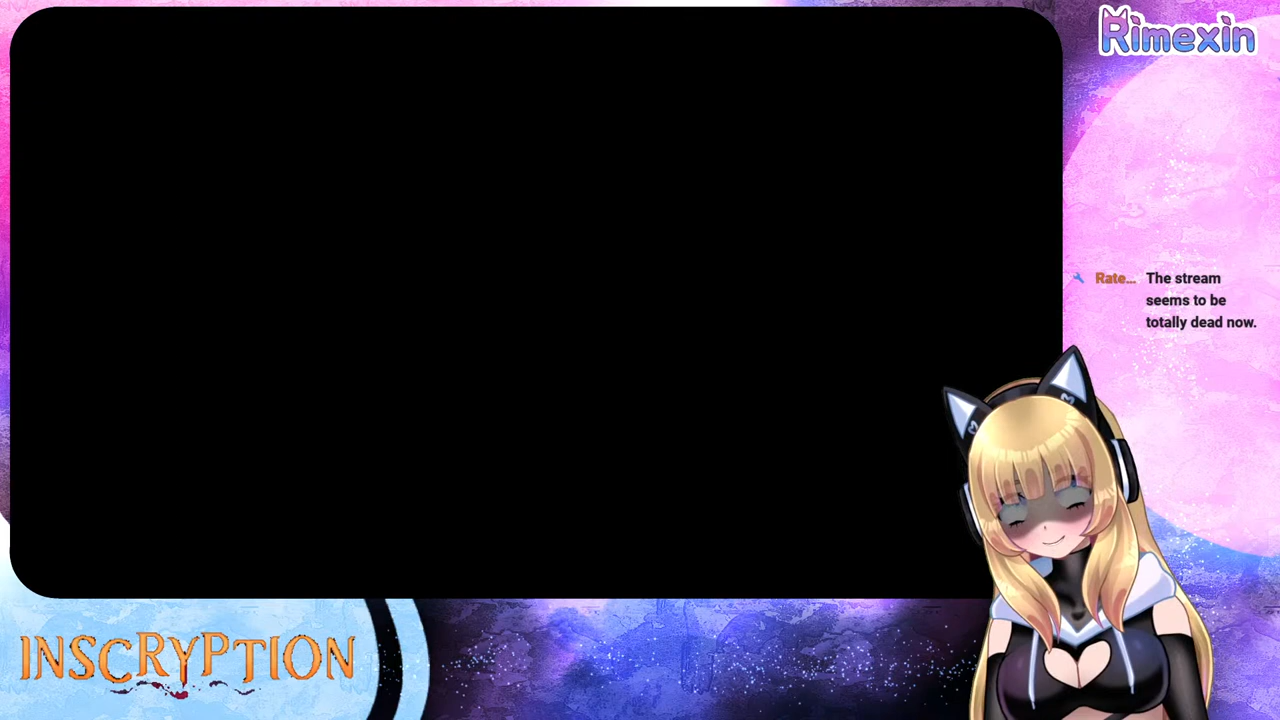 Rimexin
Rate... The stream
seems to be
totally dead now.
INSCRYPTION